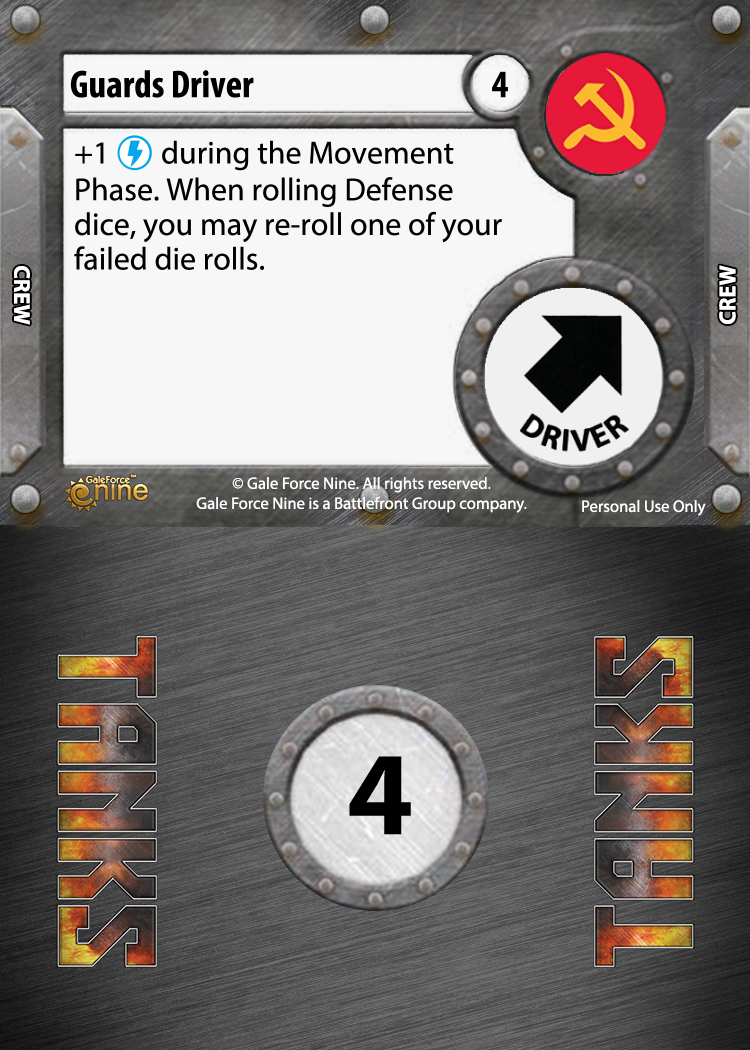 Guards Driver
4
+1 during the Movement
Phase. When rolling Defense
dice, you may re-roll one of your
failed die rolls.
CREW
CREW
DRIVER
GaleForce™
nine
© Gale Force Nine. All rights reserved.
Gale Force Nine is a Battlefront Group company.
Personal Use Only
TANKS
4
TANKS